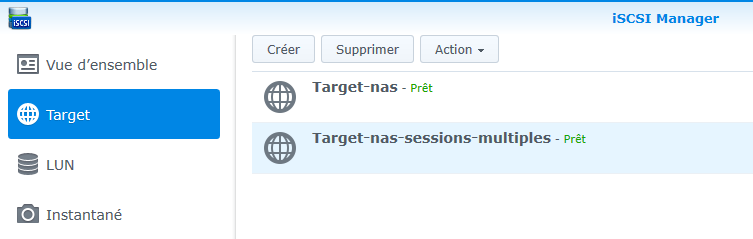 iSCSI
iSCSI Manager
Vue d’ensemble
Target
LUN
Instantané
Créer
Supprimer
Action
Target-nas - Prêt
Target-nas-sessions-multiples - Prêt